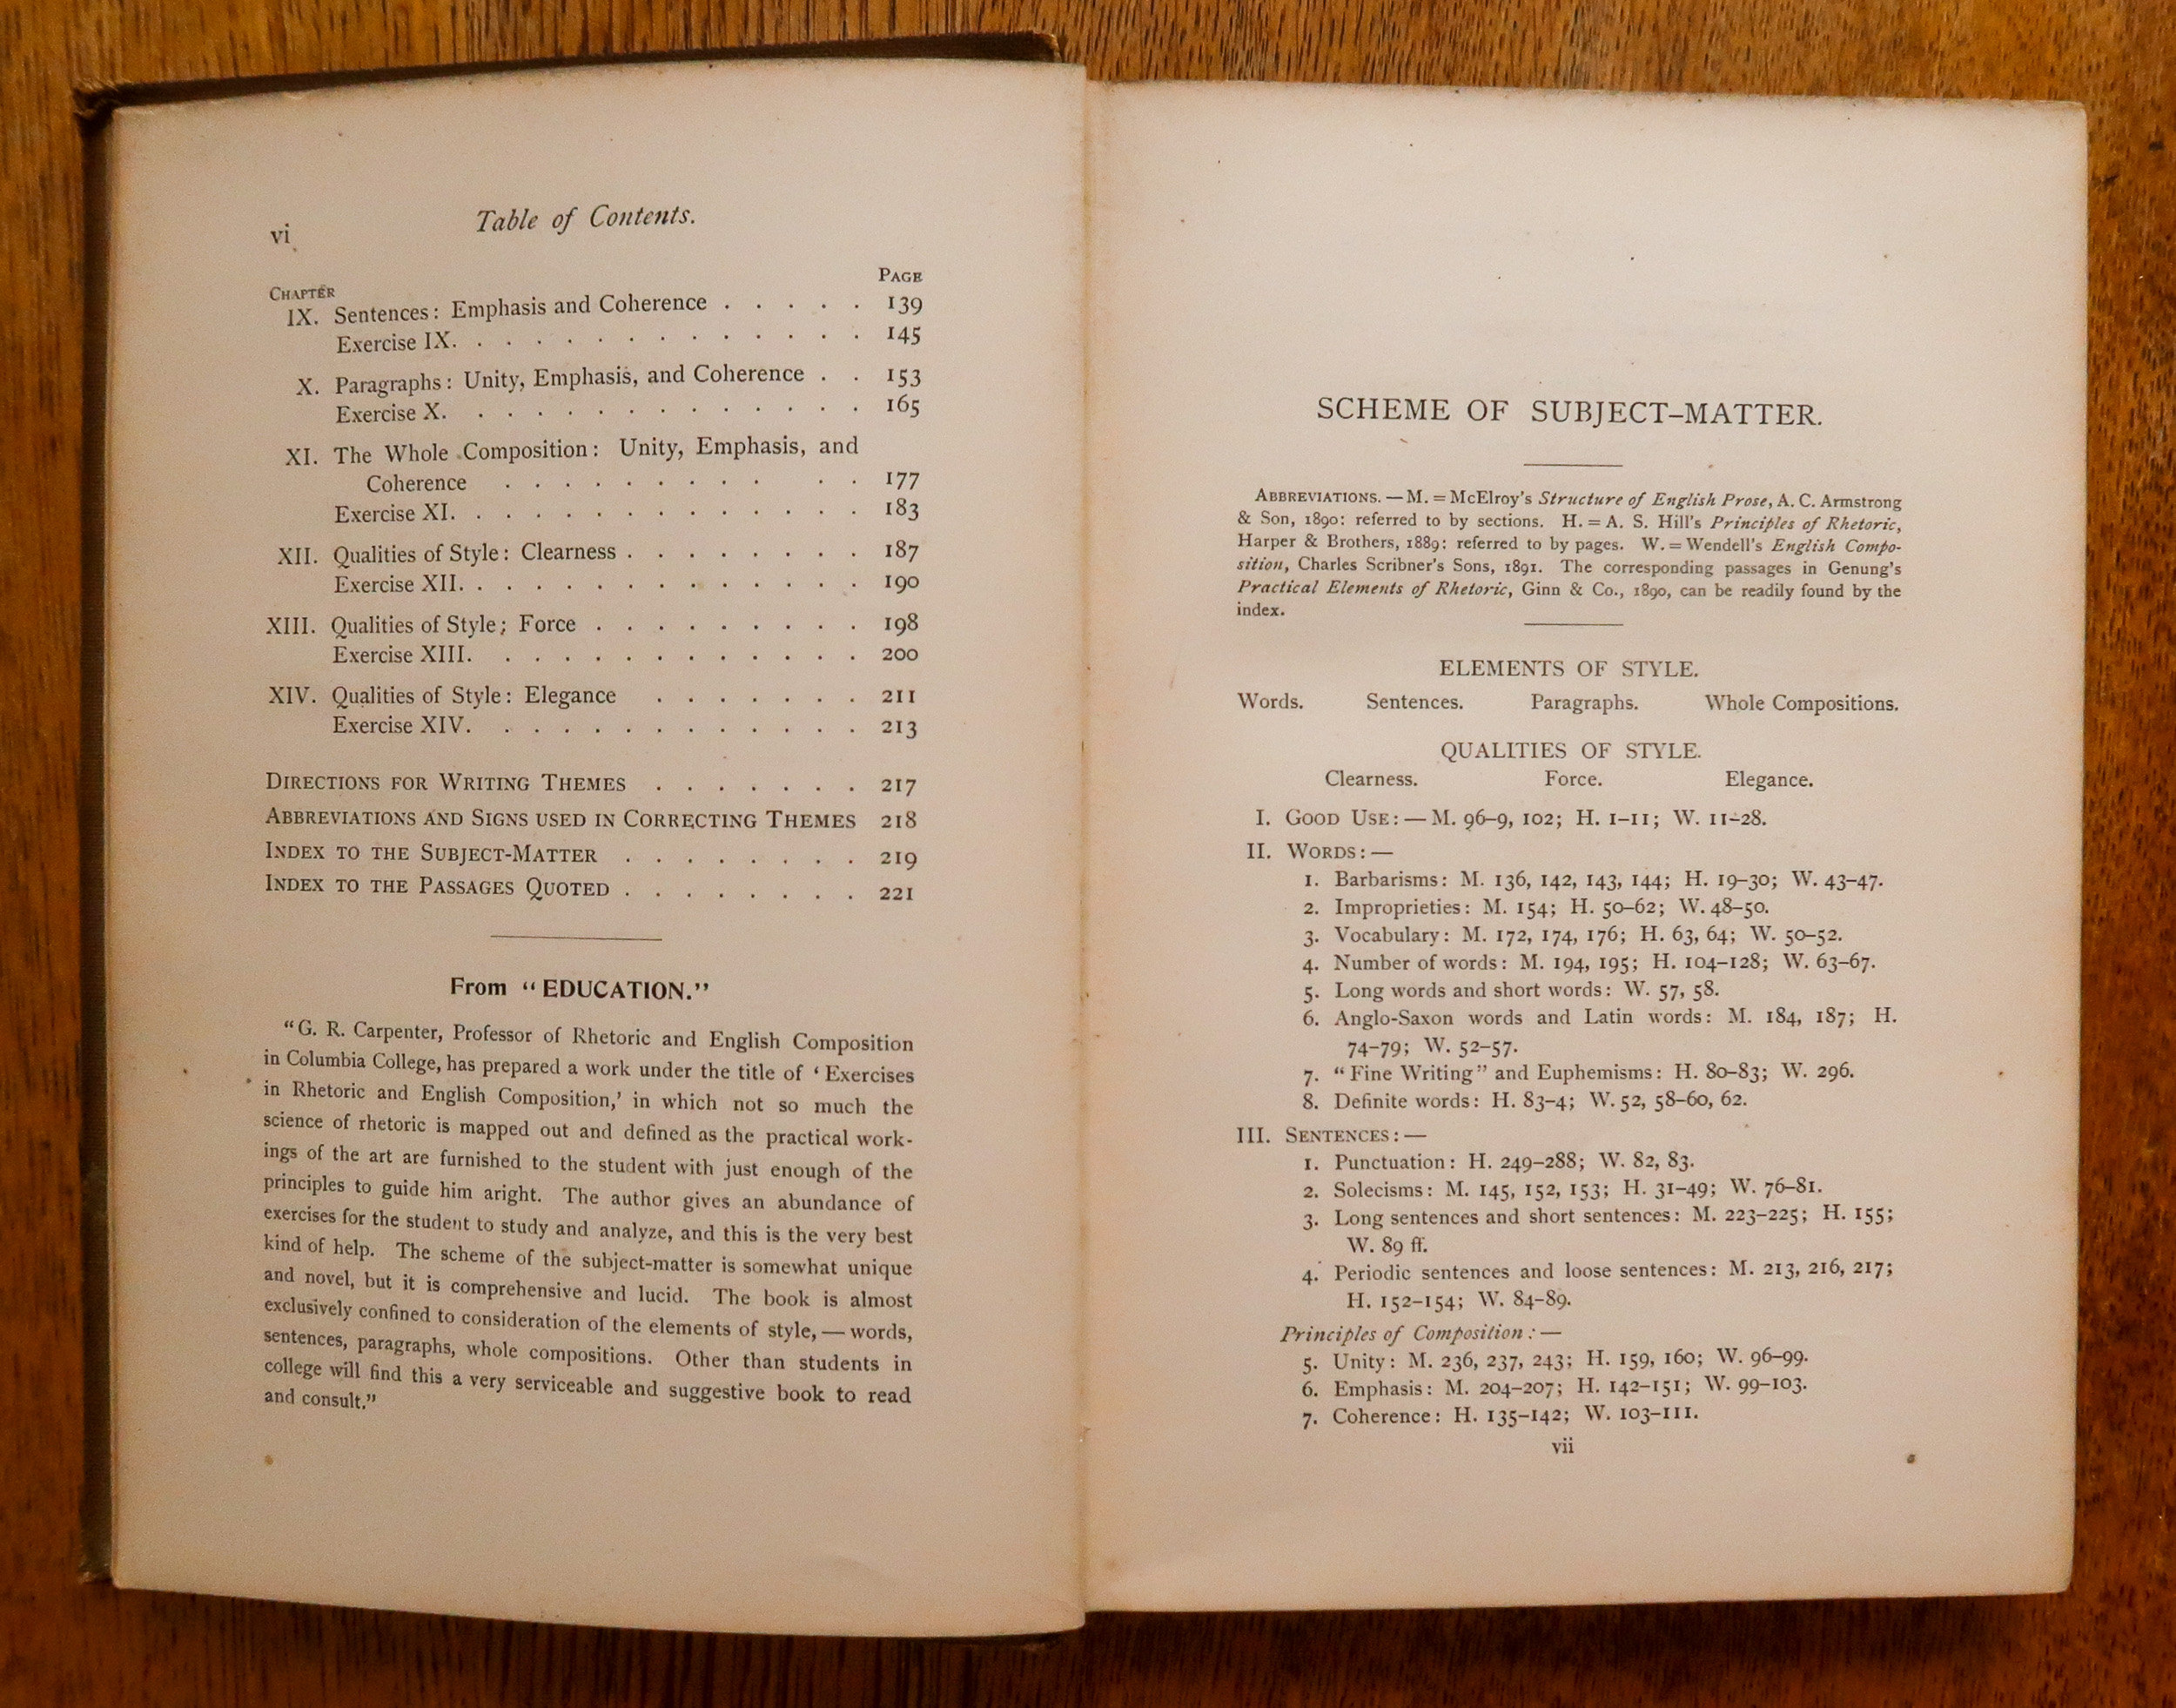 vi
Table of Contents.
CHAPTER
PAGE
IX. Sentences: Emphasis and Coherence . . . . . 139
Exercise IX. . . . . . . . . . . . . . . 145
X. Paragraphs: Unity, Emphasis, and Coherence . . 153
Exercise X. . . . . . . . . . . . . . . 165
XI. The Whole Composition: Unity, Emphasis, and
Coherence . . . . . . . . . . . 177
Exercise XI. . . . . . . . . . . . . . . 183
XII. Qualities of Style: Clearness . . . . . . . . 187
Exercise XII. . . . . . . . . . . . . . . 190
XIII. Qualities of Style; Force . . . . . . . . . 198
Exercise XIII. . . . . . . . . . . . . 200
XIV. Qualities of Style: Elegance . . . . . . . 211
Exercise XIV. . . . . . . . . . . . . 213
DIRECTIONS FOR WRITING THEMES . . . . . . . 217
ABBREVIATIONS AND SIGNS USED IN CORRECTING THEMES 218
INDEX TO THE SUBJECT-MATTER . . . . . . . . 219
INDEX TO THE PASSAGES QUOTED . . . . . . . . 221
From “EDUCATION.”
“G. R. Carpenter, Professor of Rhetoric and English Composition
in Columbia College, has prepared a work under the title of ‘Exercises
in Rhetoric and English Composition,’ in which not so much the
science of rhetoric is mapped out and defined as the practical work-
ings of the art are furnished to the student with just enough of the
principles to guide him aright. The author gives an abundance of
exercises for the student to study and analyze, and this is the very best
kind of help. The scheme of the subject-matter is somewhat unique
and novel, but it is comprehensive and lucid. The book is almost
exclusively confined to consideration of the elements of style, — words,
sentences, paragraphs, whole compositions. Other than students in
college will find this a very serviceable and suggestive book to read
and consult.”
SCHEME OF SUBJECT-MATTER.
ABBREVIATIONS. — M. = McElroy's Structure of English Prose, A. C. Armstrong
& Son, 1890: referred to by sections. H. = A. S. Hill's Principles of Rhetoric,
Harper & Brothers, 1889: referred to by pages. W. = Wendell's English Compo-
sition, Charles Scribner's Sons, 1891. The corresponding passages in Genung's
Practical Elements of Rhetoric, Ginn & Co., 1890, can be readily found by the
index.
ELEMENTS OF STYLE.
Words. Sentences. Paragraphs. Whole Compositions.
QUALITIES OF STYLE.
Clearness. Force. Elegance.
I. GOOD USE: — M. 96–9, 102; H. 1–11; W. 11–28.
II. WORDS: —
1. Barbarisms: M. 136, 142, 143, 144; H. 19–30; W. 43–47.
2. Improprieties: M. 154; H. 50–62; W. 48–50.
3. Vocabulary: M. 172, 174, 176; H. 63, 64; W. 50–52.
4. Number of words: M. 194, 195; H. 104–128; W. 63–67.
5. Long words and short words: W. 57, 58.
6. Anglo-Saxon words and Latin words: M. 184, 187; H.
74–79; W. 52–57.
7. “Fine Writing” and Euphemisms: H. 80–83; W. 296.
8. Definite words: H. 83–4; W. 52, 58–60, 62.
III. SENTENCES: —
1. Punctuation: H. 249–288; W. 82, 83.
2. Solecisms: M. 145, 152, 153; H. 31–49; W. 76–81.
3. Long sentences and short sentences: M. 223–225; H. 155;
W. 89 ff.
4. Periodic sentences and loose sentences: M. 213, 216, 217;
H. 152–154; W. 84–89.
Principles of Composition: —
5. Unity: M. 236, 237, 243; H. 159, 160; W. 96–99.
6. Emphasis: M. 204–207; H. 142–151; W. 99–103.
7. Coherence: H. 135–142; W. 103–111.
vii